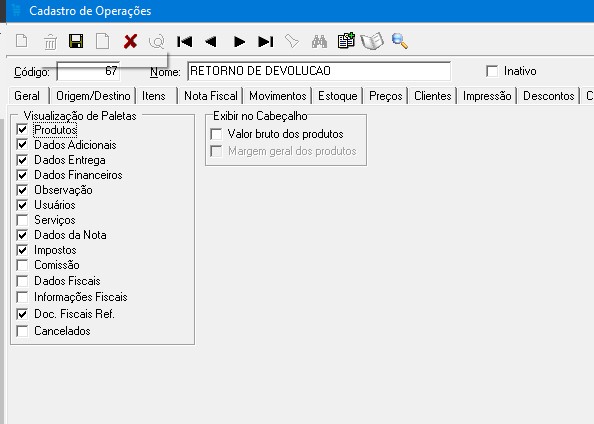 Cadastro de Operações
Código: 67 Nome: RETORNO DE DEVOLUCAO Inativo
Geral Origem/Destino Itens Nota Fiscal Movimentos Estoque Preços Clientes Impressão Descontos C
Visualização de Paletas
Produtos
Dados Adicionais
Dados Entrega
Dados Financeiros
Observação
Usuários
Serviços
Dados da Nota
Impostos
Comissão
Dados Fiscais
Informações Fiscais
Doc. Fiscais Ref.
Cancelados
Exibir no Cabeçalho
Valor bruto dos produtos
Margem geral dos produtos